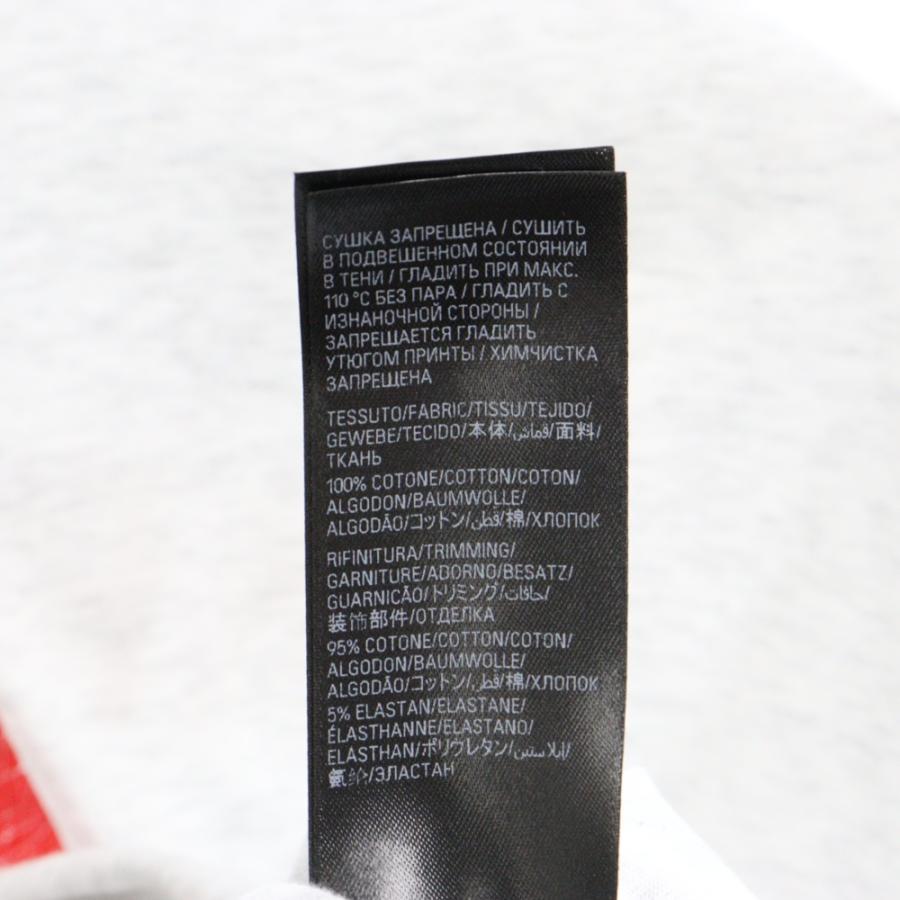 СУШКА ЗАПРЕЩЕНА / СУШИТЬ
В ПОДВЕШЕННОМ СОСТОЯНИИ
В ТЕНИ / ГЛАДИТЬ ПРИ МАКС.
110 °C БЕЗ ПАРА / ГЛАДИТЬ С
ИЗНАНОЧНОЙ СТОРОНЫ /
ЗАПРЕЩАЕТСЯ ГЛАДИТЬ
УТЮГОМ ПРИНТЫ / ХИМЧИСТКА
ЗАПРЕЩЕНА
TESSUTO/FABRIC/TISSU/TEJIDO/
GEWEBE/TECIDO/本体/قماش/面料/
ТКАНЬ
100% COTONE/COTTON/COTON/
ALGODON/BAUMWOLLE/
ALGODÃO/コットン/قطن/棉/ХЛОПОК
RIFINITURA/TRIMMING/
GARNITURE/ADORNO/BESATZ/
GUARNICÃO/トリミング/حافات/
装饰部件/ОТДЕЛКА
95% COTONE/COTTON/COTON/
ALGODON/BAUMWOLLE/
ALGODÃO/コットン/قطن/棉/ХЛОПОК
5% ELASTAN/ELASTANE/
ÉLASTHANNE/ELASTANO/
ELASTHAN/ポリウレタン/إيلاستين/
氨纶/ЭЛАСТАН